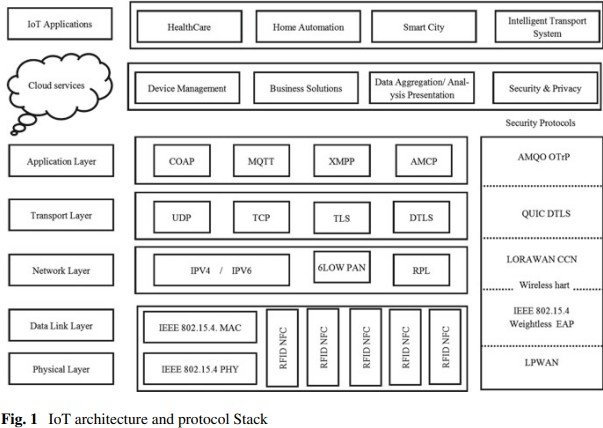 IoT Applications
HealthCare
Home Automation
Smart City
Intelligent Transport
System
Cloud services
Device Management
Business Solutions
Data Aggregation/ Anal-
ysis Presentation
Security & Privacy
Security Protocols
Application Layer
COAP
MQTT
XMPP
AMCP
AMQO OTrP
Transport Layer
UDP
TCP
TLS
DTLS
QUIC DTLS
Network Layer
IPV4 / IPV6
6LOW PAN
RPL
LORAWAN CCN
Wireless hart
Data Link Layer
IEEE 802.15.4. MAC
RFID NFC
RFID NFC
RFID NFC
RFID NFC
RFID NFC
IEEE 802.15.4
Weightless EAP
Physical Layer
IEEE 802.15.4 PHY
LPWAN
Fig. 1 IoT architecture and protocol Stack